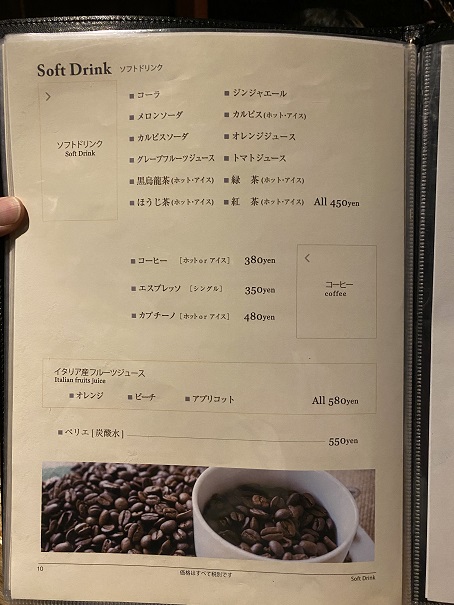 Soft Drink ソフトドリンク
ソフトドリンク
Soft Drink
■ コーラ ■ ジンジャエール
■ メロンソーダ ■ カルピス(ホット・アイス)
■ カルピスソーダ ■ オレンジジュース
■ グレープフルーツジュース ■ トマトジュース
■ 黒烏龍茶(ホット・アイス) ■ 緑 茶(ホット・アイス)
■ ほうじ茶(ホット・アイス) ■ 紅 茶(ホット・アイス) All 450yen
■ コーヒー [ホット or アイス] 380yen
■ エスプレッソ [シングル] 350yen
■ カプチーノ [ホット or アイス] 480yen
コーヒー
coffee
イタリア産フルーツジュース
Italian fruits juice
■ オレンジ ■ ピーチ ■ アプリコット All 580yen
■ ペリエ [炭酸水] 550yen
10 価格はすべて税別です Soft Drink